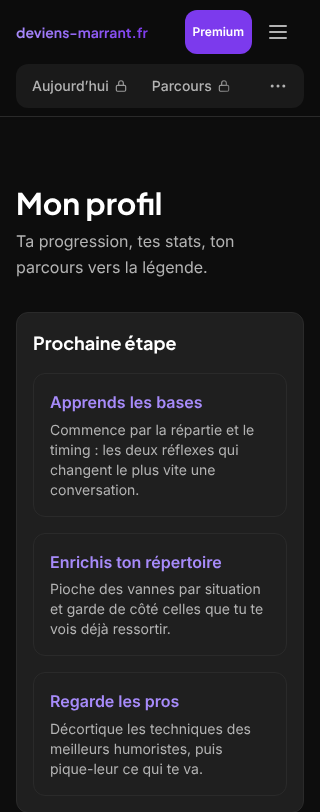 deviens-marrant.fr
Premium
Aujourd’hui
Parcours
Mon profil
Ta progression, tes stats, ton
parcours vers la légende.
Prochaine étape
Apprends les bases
Commence par la répartie et le
timing : les deux réflexes qui
changent le plus vite une
conversation.
Enrichis ton répertoire
Pioche des vannes par situation
et garde de côté celles que tu te
vois déjà ressortir.
Regarde les pros
Décortique les techniques des
meilleurs humoristes, puis
pique-leur ce qui te va.